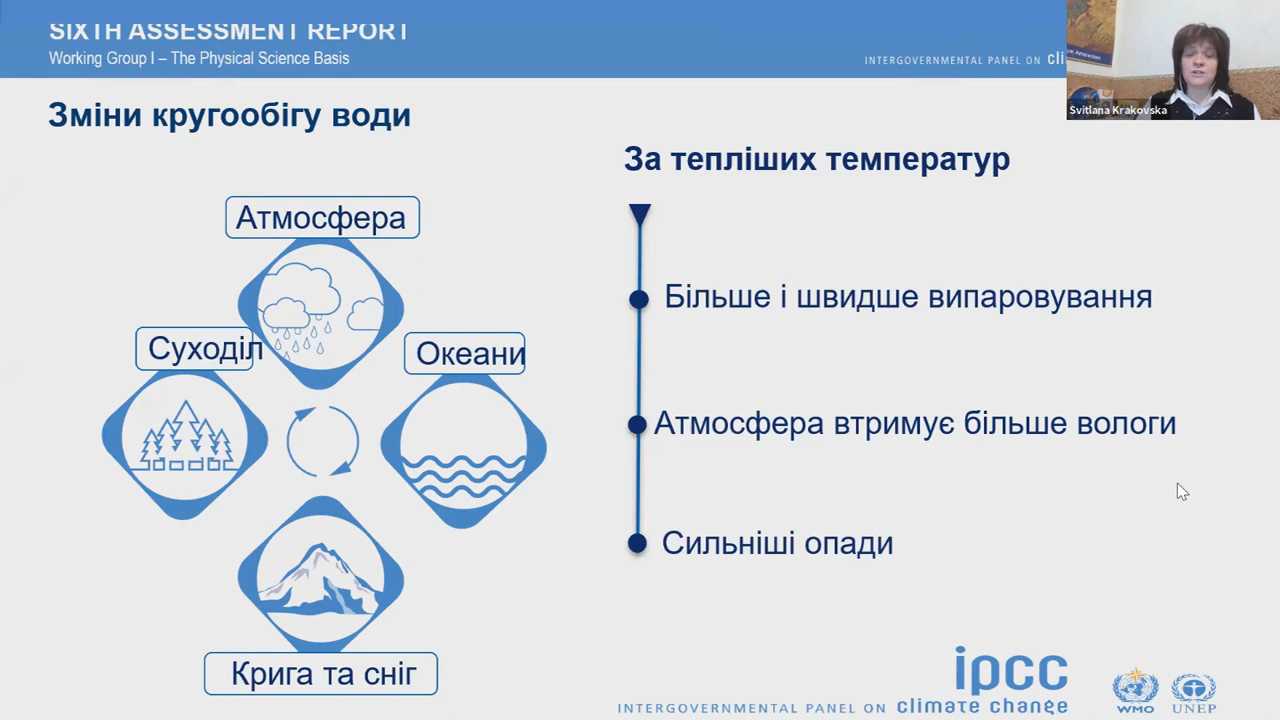 SIXTH ASSESSMENT REPORT
Working Group I – The Physical Science Basis
INTERGOVERNMENTAL PANEL ON cli
Svitlana Krakovska
Зміни кругообігу води
За тепліших температур
Атмосфера
Більше і швидше випаровування
Суходіл
Океани
Атмосфера втримує більше вологи
Сильніші опади
Крига та сніг
ipcc
INTERGOVERNMENTAL PANEL ON climate change
WMO
UNEP